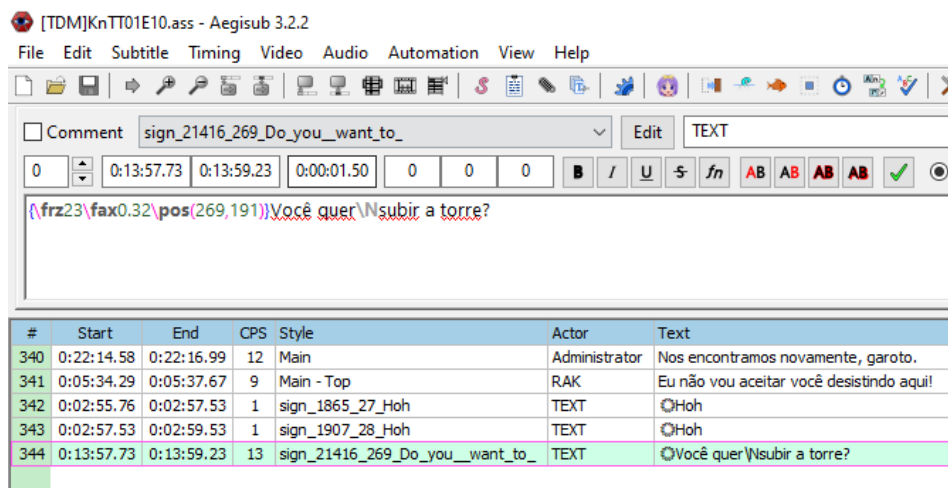 [TDM]KnTT01E10.ass - Aegisub 3.2.2
File Edit Subtitle Timing Video Audio Automation View Help
Comment sign_21416_269_Do_you__want_to_ Edit TEXT
0 0:13:57.73 0:13:59.23 0:00:01.50 0 0 0 B I U S fn AB AB AB AB
{\frz23\fax0.32\pos(269,191)}Você quer\Nsubir a torre?
# Start End CPS Style Actor Text
340 0:22:14.58 0:22:16.99 12 Main Administrator Nos encontramos novamente, garoto.
341 0:05:34.29 0:05:37.67 9 Main - Top RAK Eu não vou aceitar você desistindo aqui!
342 0:02:55.76 0:02:57.53 1 sign_1865_27_Hoh TEXT Hoh
343 0:02:57.53 0:02:59.53 1 sign_1907_28_Hoh TEXT Hoh
344 0:13:57.73 0:13:59.23 13 sign_21416_269_Do_you__want_to_ TEXT Você quer\Nsubir a torre?